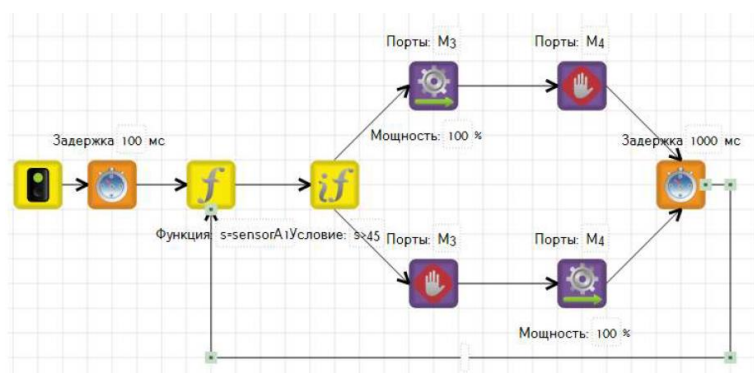 Порты: M3
Порты: M4
Мощность: 100 %
Задержка 100 мс
Задержка 1000 мс
f
if
Функция: s=sensorA1
Условие: s>45
Порты: M3
Порты: M4
Мощность: 100 %